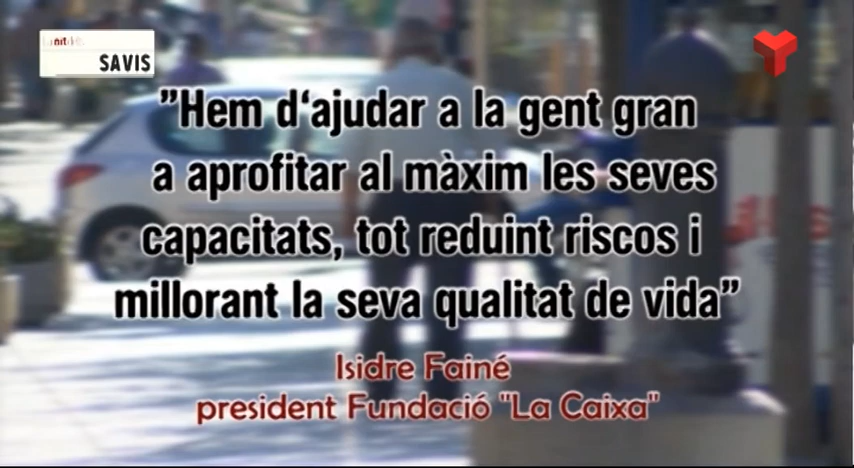 nit
SAVIS
"Hem d'ajudar a la gent gran
a aprofitar al màxim les seves
capacitats, tot reduint riscos i
millorant la seva qualitat de vida"
Isidre Fainé
president Fundació "La Caixa"